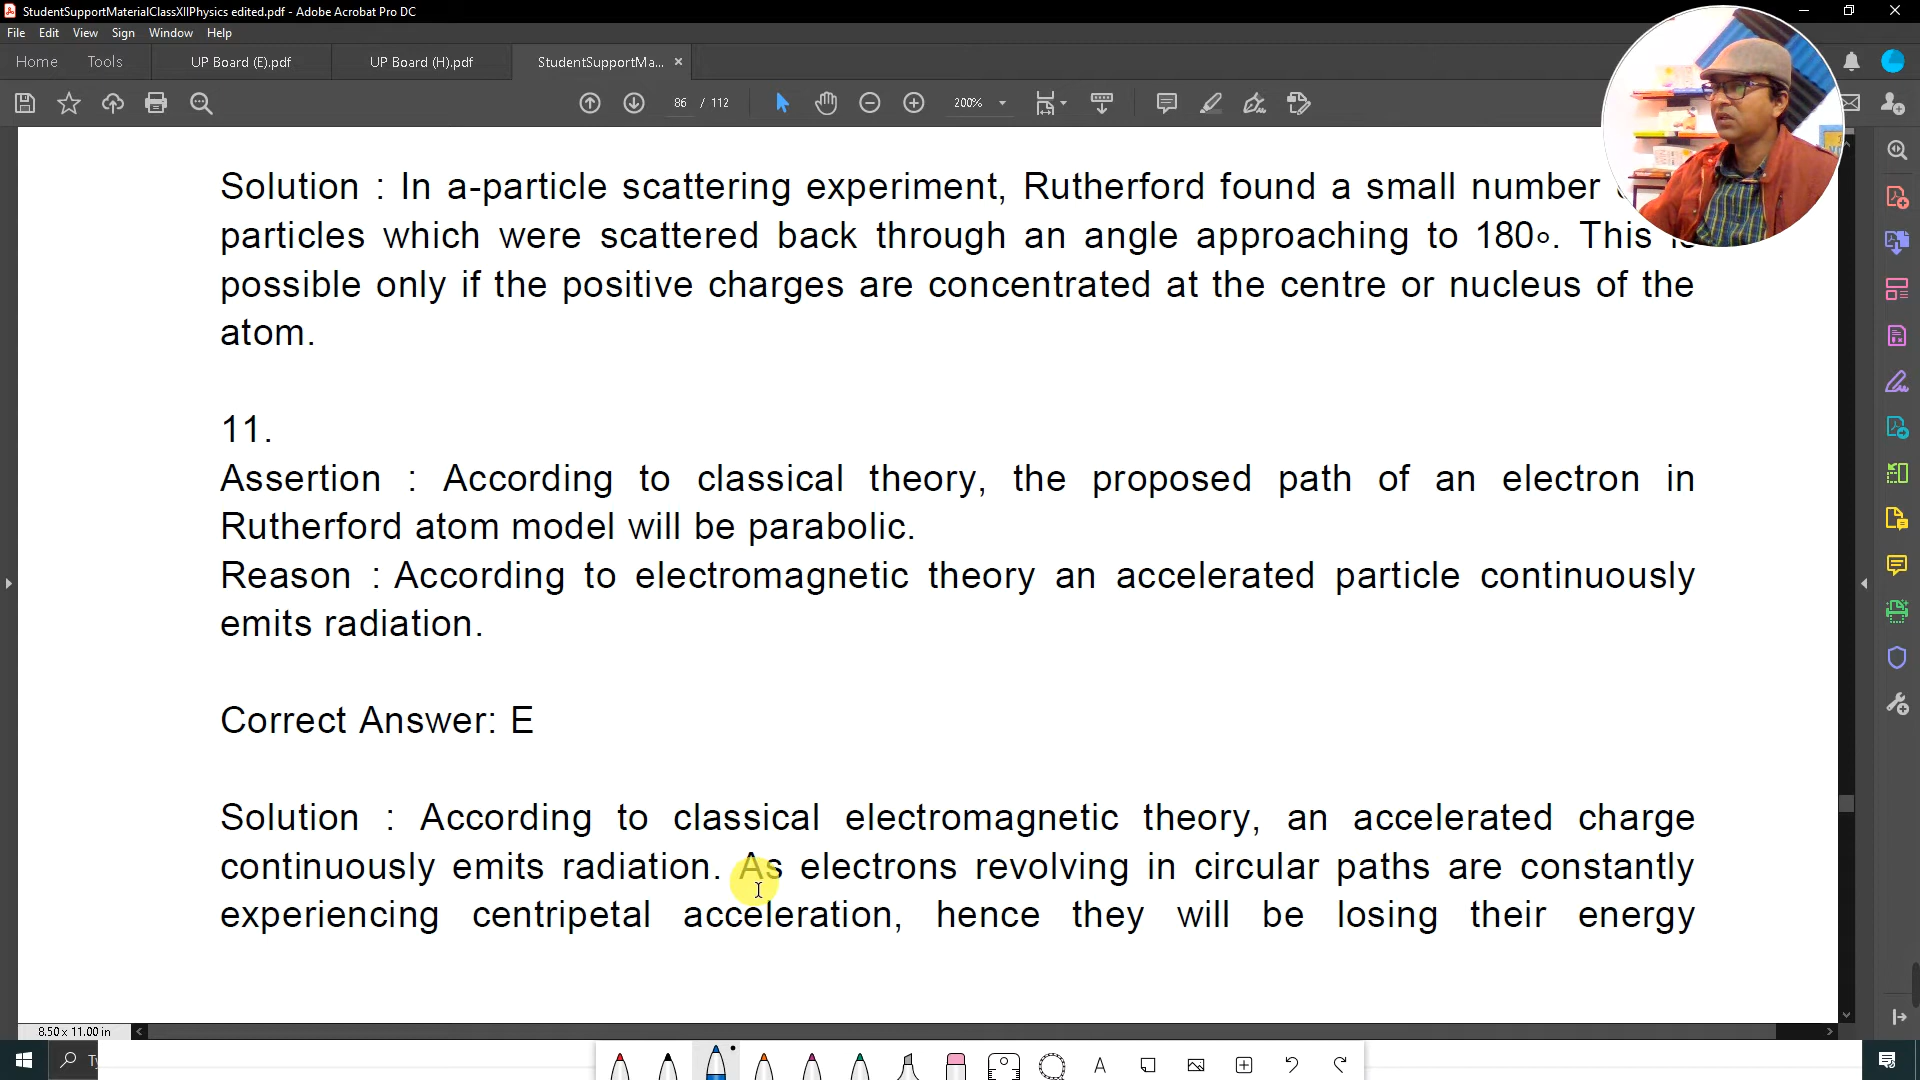 StudentSupportMaterialClassXIIPhysics edited.pdf - Adobe Acrobat Pro DC
File Edit View Sign Window Help
Home Tools UP Board (E).pdf UP Board (H).pdf StudentSupportMa... ×
86 / 112 200%
Solution : In a-particle scattering experiment, Rutherford found a small number
particles which were scattered back through an angle approaching to 180∘. This is
possible only if the positive charges are concentrated at the centre or nucleus of the
atom.
11.
Assertion : According to classical theory, the proposed path of an electron in
Rutherford atom model will be parabolic.
Reason : According to electromagnetic theory an accelerated particle continuously
emits radiation.
Correct Answer: E
Solution : According to classical electromagnetic theory, an accelerated charge
continuously emits radiation. As electrons revolving in circular paths are constantly
experiencing centripetal acceleration, hence they will be losing their energy
8.50 x 11.00 in